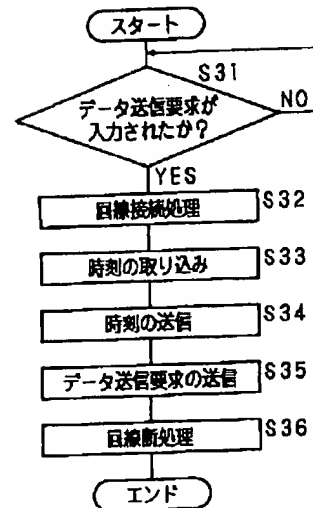 スタート
S31
データ送信要求が
入力されたか?
NO
YES
回線接続処理
S32
時刻の取り込み
S33
時刻の送信
S34
データ送信要求の送信
S35
回線断処理
S36
エンド